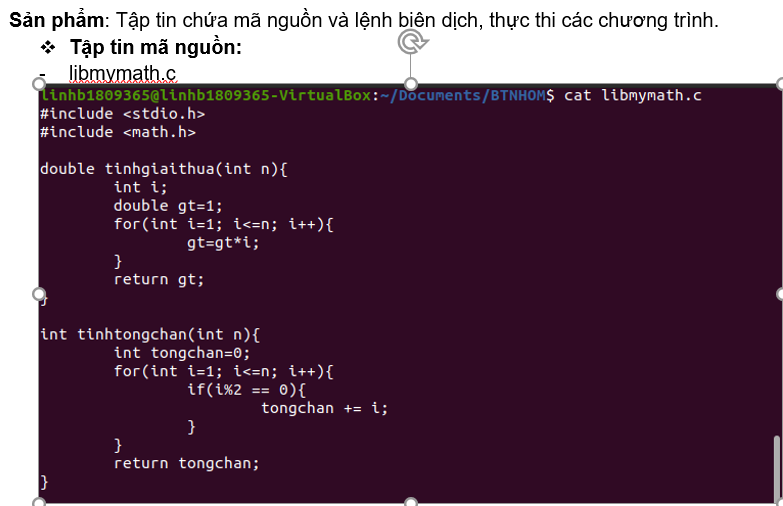 Sản phẩm: Tập tin chứa mã nguồn và lệnh biên dịch, thực thi các chương trình.
❖ Tập tin mã nguồn:
- libmymath.c
linhb1809365@linhb1809365-VirtualBox:~/Documents/BTNHOM$ cat libmymath.c
#include <stdio.h>
#include <math.h>
double tinhgiaithua(int n){
        int i;
        double gt=1;
        for(int i=1; i<=n; i++){
                gt=gt*i;
        }
        return gt;
}
int tinhtongchan(int n){
        int tongchan=0;
        for(int i=1; i<=n; i++){
                if(i%2 == 0){
                        tongchan += i;
                }
        }
        return tongchan;
}